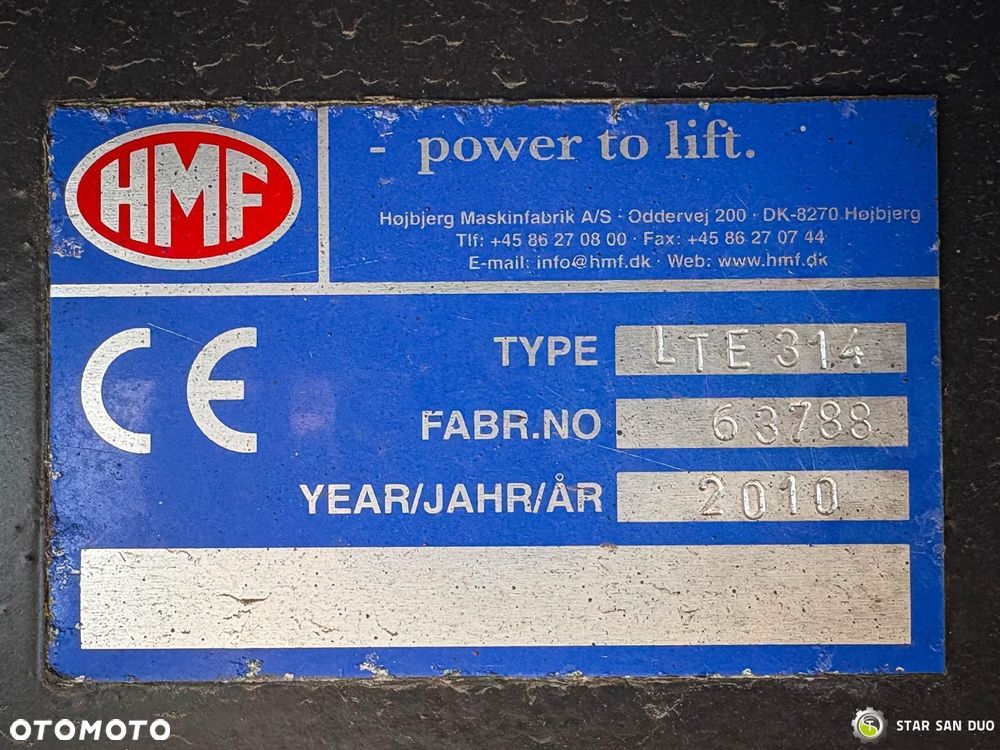 HMF
- power to lift.
Højbjerg Maskinfabrik A/S · Oddervej 200 · DK-8270 Højbjerg
Tlf: +45 86 27 08 00 · Fax: +45 86 27 07 44
E-mail: info@hmf.dk · Web: www.hmf.dk
CE
TYPE LTE 314
FABR.NO 63788
YEAR/JAHR/ÅR 2010
OTOMOTO
STAR SAN DUO